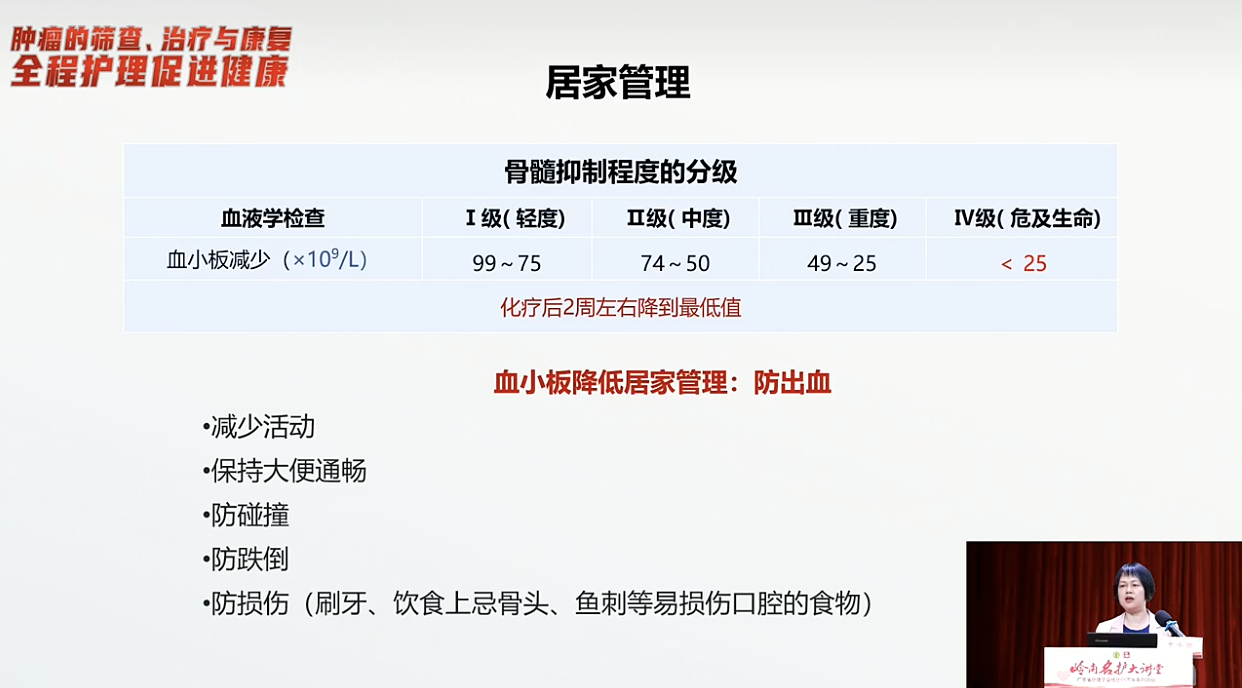 肿瘤的筛查、治疗与康复
全程护理促进健康
居家管理
骨髓抑制程度的分级
血液学检查 Ⅰ级( 轻度) Ⅱ级( 中度) Ⅲ级( 重度) Ⅳ级( 危及生命)
血小板减少（×10⁹/L） 99～75 74～50 49～25 < 25
化疗后2周左右降到最低值
血小板降低居家管理：防出血
•减少活动
•保持大便通畅
•防碰撞
•防跌倒
•防损伤（刷牙、饮食上忌骨头、鱼刺等易损伤口腔的食物）
岭南名护大讲堂